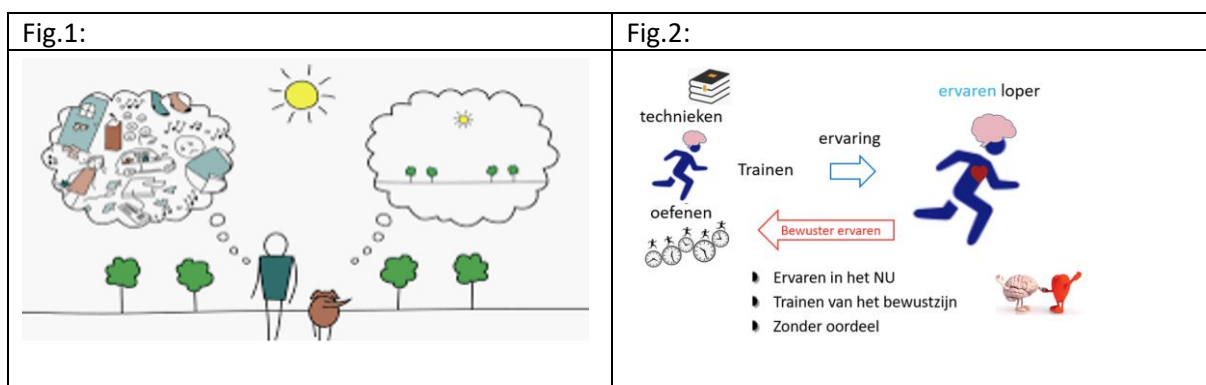 Fig.1:
Fig.2:
technieken
ervaren loper
ervaring
Trainen
oefenen
Bewuster ervaren
Ervaren in het NU
Trainen van het bewustzijn
Zonder oordeel